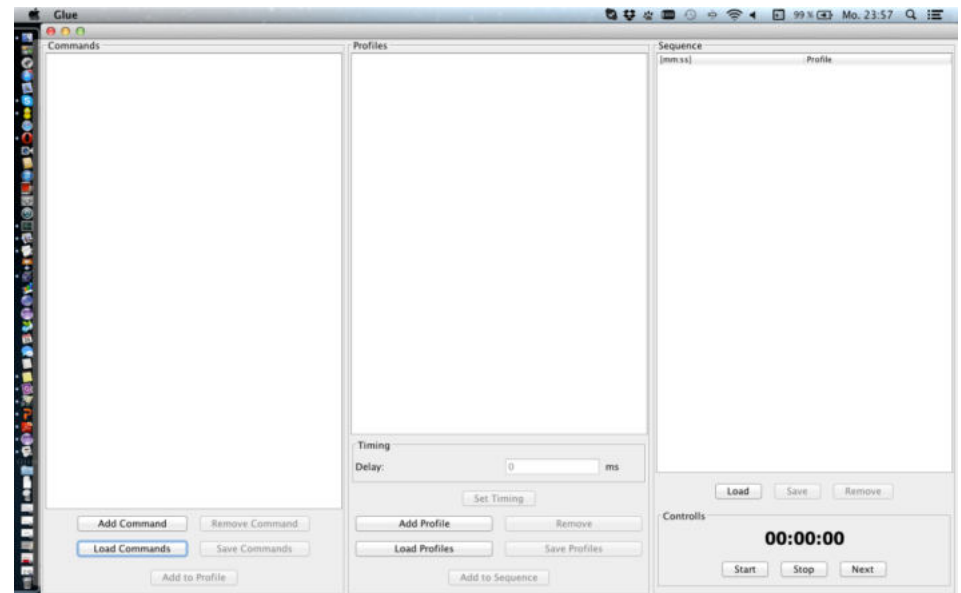 Glue 99 % Mo. 23:57
Commands
Profiles
Sequence
[mm:ss] Profile
Timing
Delay: 0 ms
Set Timing
Load Save Remove
Add Command Remove Command
Load Commands Save Commands
Add to Profile
Add Profile Remove
Load Profiles Save Profiles
Add to Sequence
Controlls
00:00:00
Start Stop Next